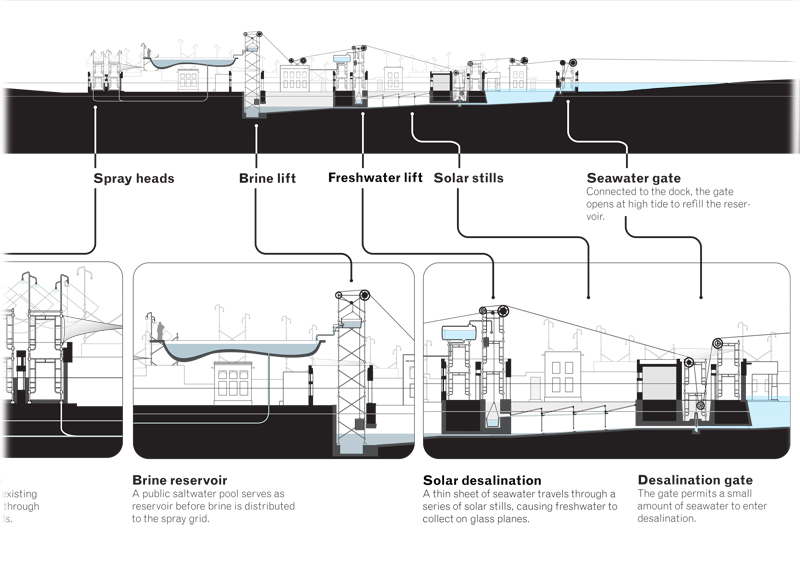 Spray heads
Brine lift
Freshwater lift
Solar stills
Seawater gate
Connected to the dock, the gate
opens at high tide to refill the reser-
voir.
existing
through
is.
Brine reservoir
A public saltwater pool serves as
reservoir before brine is distributed
to the spray grid.
Solar desalination
A thin sheet of seawater travels through a
series of solar stills, causing freshwater to
collect on glass planes.
Desalination gate
The gate permits a small
amount of seawater to enter
desalination.